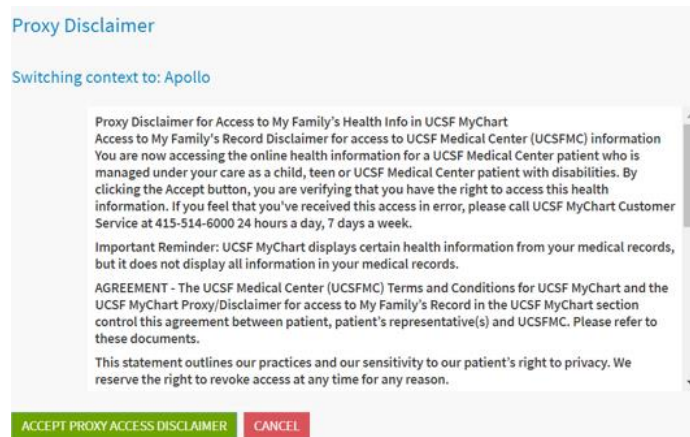 Proxy Disclaimer
Switching context to: Apollo
Proxy Disclaimer for Access to My Family's Health Info in UCSF MyChart
Access to My Family's Record Disclaimer for access to UCSF Medical Center (UCSFMC) information
You are now accessing the online health information for a UCSF Medical Center patient who is
managed under your care as a child, teen or UCSF Medical Center patient with disabilities. By
clicking the Accept button, you are verifying that you have the right to access this health
information. If you feel that you've received this access in error, please call UCSF MyChart Customer
Service at 415-514-6000 24 hours a day, 7 days a week.
Important Reminder: UCSF MyChart displays certain health information from your medical records,
but it does not display all information in your medical records.
AGREEMENT - The UCSF Medical Center (UCSFMC) Terms and Conditions for UCSF MyChart and the
UCSF MyChart Proxy/Disclaimer for access to My Family's Record in the UCSF MyChart section
control this agreement between patient, patient's representative(s) and UCSFMC. Please refer to
these documents.
This statement outlines our practices and our sensitivity to our patient's right to privacy. We
reserve the right to revoke access at any time for any reason.
ACCEPT PROXY ACCESS DISCLAIMER CANCEL